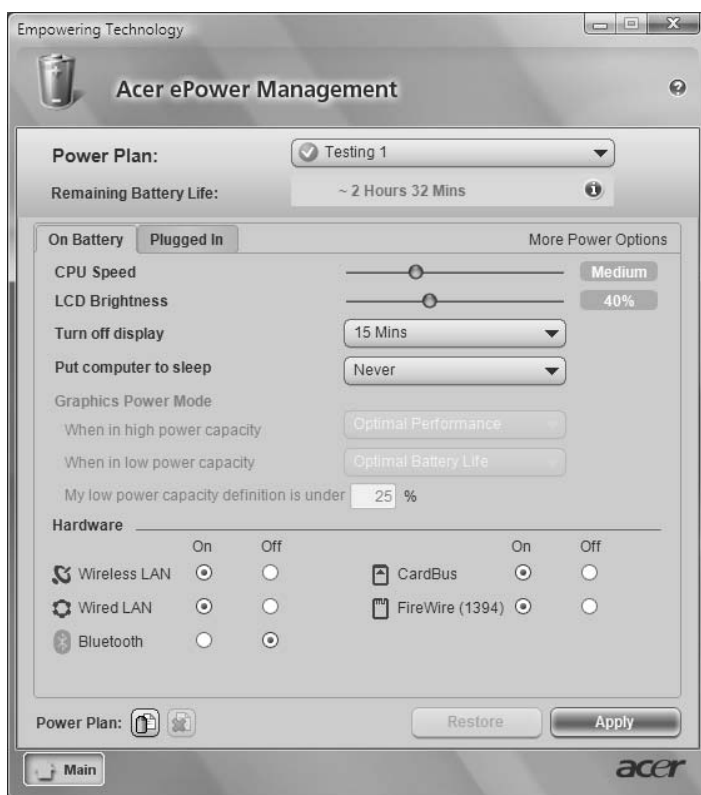 Empowering Technology
Acer ePower Management
Power Plan: Testing 1
Remaining Battery Life: ~ 2 Hours 32 Mins
On Battery Plugged In More Power Options
CPU Speed Medium
LCD Brightness 40%
Turn off display 15 Mins
Put computer to sleep Never
Graphics Power Mode
When in high power capacity Optimal Performance
When in low power capacity Optimal Battery Life
My low power capacity definition is under 25 %
Hardware
On Off On Off
Wireless LAN CardBus
Wired LAN FireWire (1394)
Bluetooth
Power Plan: Restore Apply
Main acer